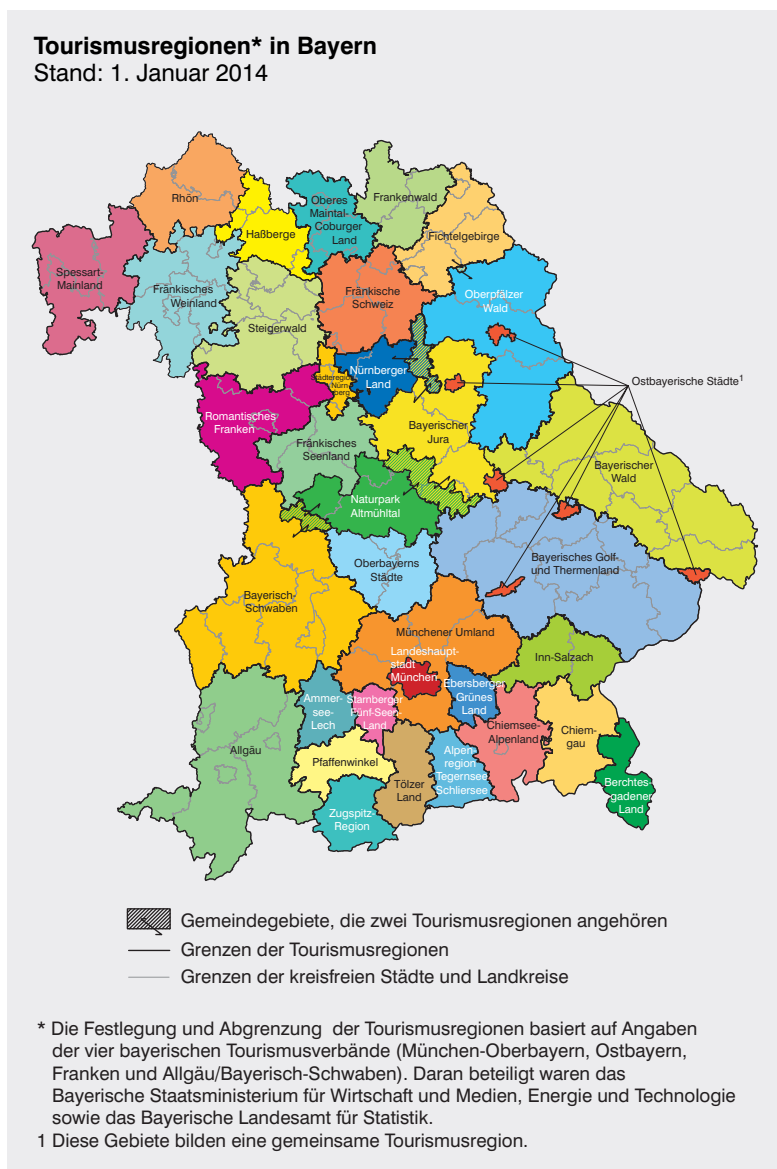 Tourismusregionen* in Bayern
Stand: 1. Januar 2014
Rhön
Haßberge
Oberes
Maintal-
Coburger
Land
Frankenwald
Fichtelgebirge
Spessart-
Mainland
Fränkisches
Weinland
Steigerwald
Fränkische
Schweiz
Oberpfälzer
Wald
Nürnberger
Land
Ostbayerische Städte¹
Romantisches
Franken
Fränkisches
Seenland
Bayerischer
Jura
Bayerischer
Wald
Naturpark
Altmühltal
Oberbayerns
Städte
Bayerisches Golf-
und Thermenland
Bayerisch-
Schwaben
Münchener Umland
Landeshaupt-
stadt
München
Inn-Salzach
Ebersberger
Grünes
Land
Ammer-
see-
Lech
Starnberger
Fünf-Seen-
Land
Chiemsee-
Alpenland
Chiem-
gau
Allgäu
Pfaffenwinkel
Tölzer
Land
Alpen-
region
Tegernsee
Schliersee
Berchtes-
gadener
Land
Zugspitz-
Region
Gemeindegebiete, die zwei Tourismusregionen angehören
Grenzen der Tourismusregionen
Grenzen der kreisfreien Städte und Landkreise
* Die Festlegung und Abgrenzung der Tourismusregionen basiert auf Angaben
der vier bayerischen Tourismusverbände (München-Oberbayern, Ostbayern,
Franken und Allgäu/Bayerisch-Schwaben). Daran beteiligt waren das
Bayerische Staatsministerium für Wirtschaft und Medien, Energie und Technologie
sowie das Bayerische Landesamt für Statistik.
1 Diese Gebiete bilden eine gemeinsame Tourismusregion.